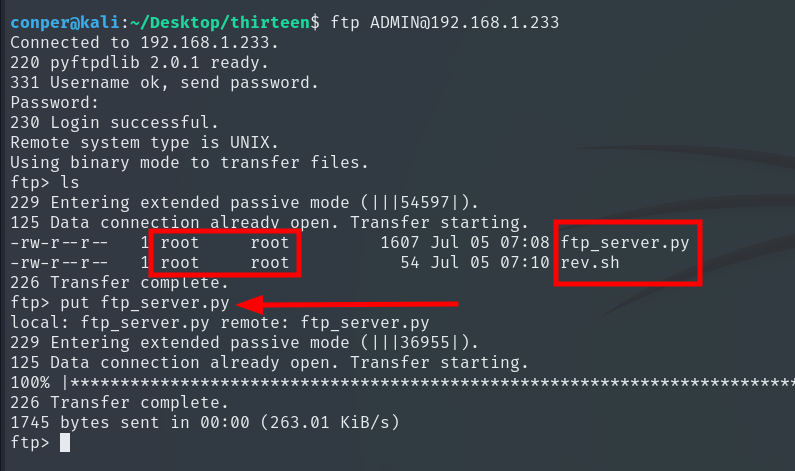 conper@kali:~/Desktop/thirteen$ ftp ADMIN@192.168.1.233
Connected to 192.168.1.233.
220 pyftpdlib 2.0.1 ready.
331 Username ok, send password.
Password:
230 Login successful.
Remote system type is UNIX.
Using binary mode to transfer files.
ftp> ls
229 Entering extended passive mode (|||54597|).
125 Data connection already open. Transfer starting.
-rw-r--r--   1 root     root         1607 Jul 05 07:08 ftp_server.py
-rw-r--r--   1 root     root           54 Jul 05 07:10 rev.sh
226 Transfer complete.
ftp> put ftp_server.py
local: ftp_server.py remote: ftp_server.py
229 Entering extended passive mode (|||36955|).
125 Data connection already open. Transfer starting.
100% |*************************************************************************
226 Transfer complete.
1745 bytes sent in 00:00 (263.01 KiB/s)
ftp>